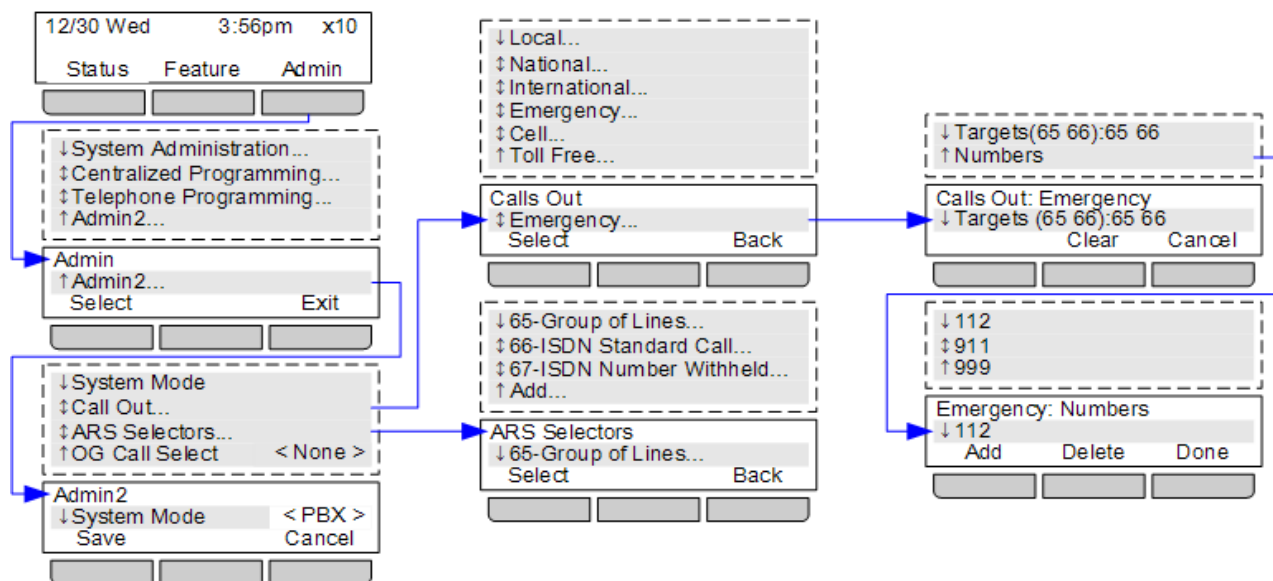 12/30 Wed 3:56pm x10
Status Feature Admin
↓System Administration...
↕Centralized Programming...
↕Telephone Programming...
↑Admin2...
Admin
↑Admin2...
Select Exit
↓System Mode
↕Call Out...
↕ARS Selectors...
↑OG Call Select < None >
Admin2
↓System Mode < PBX >
Save Cancel
↓Local...
↕National...
↕International...
↕Emergency...
↕Cell...
↑Toll Free...
Calls Out
↕Emergency...
Select Back
↓65-Group of Lines...
↕66-ISDN Standard Call...
↕67-ISDN Number Withheld...
↑Add...
ARS Selectors
↓65-Group of Lines...
Select Back
↓Targets(65 66):65 66
↑Numbers
Calls Out: Emergency
↓Targets (65 66):65 66
Clear Cancel
↓112
↕911
↑999
Emergency: Numbers
↓112
Add Delete Done